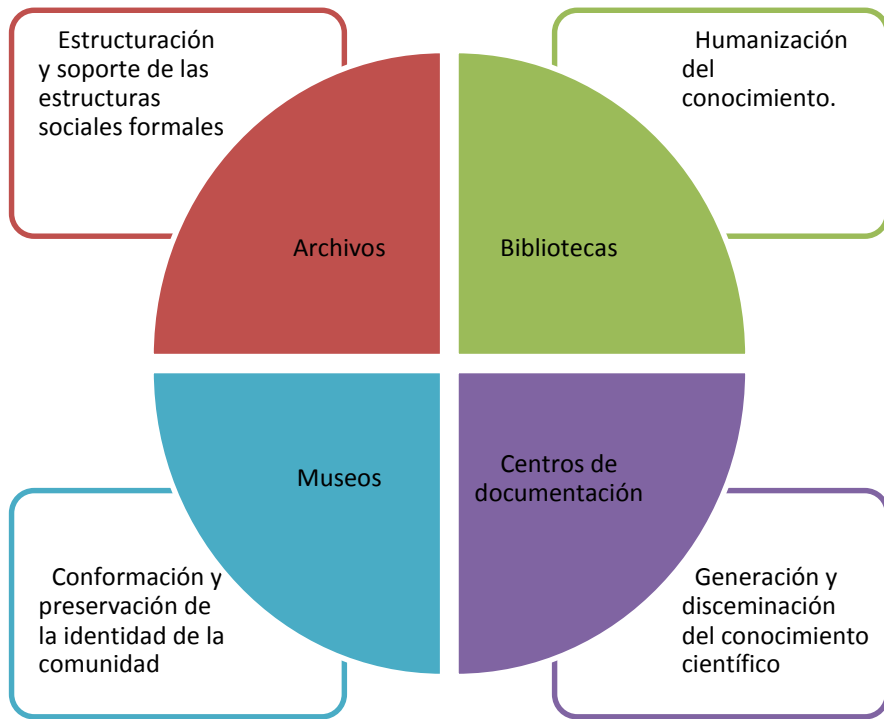 Estructuración
y soporte de las
estructuras
sociales formales
Humanización
del
conocimiento.
Archivos
Bibliotecas
Museos
Centros de
documentación
Conformación y
preservación de
la identidad de la
comunidad
Generación y
disceminación
del conocimiento
científico